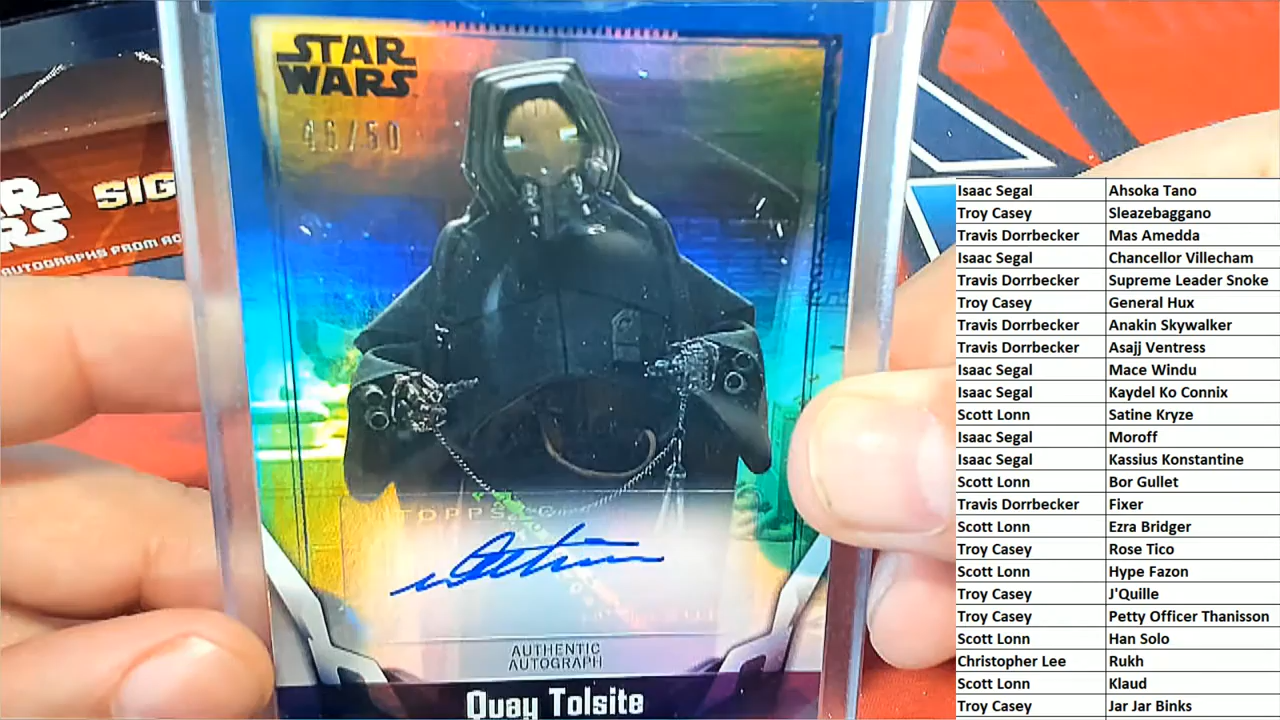 STAR
WARS
46/50
SIG
AUTOGRAPHS FROM
TOPPS
AUTHENTIC
AUTOGRAPH
Quay Tolsite
Isaac Segal Ahsoka Tano
Troy Casey Sleazebaggano
Travis Dorrbecker Mas Amedda
Isaac Segal Chancellor Villecham
Travis Dorrbecker Supreme Leader Snoke
Troy Casey General Hux
Travis Dorrbecker Anakin Skywalker
Travis Dorrbecker Asajj Ventress
Isaac Segal Mace Windu
Isaac Segal Kaydel Ko Connix
Scott Lonn Satine Kryze
Isaac Segal Moroff
Isaac Segal Kassius Konstantine
Scott Lonn Bor Gullet
Travis Dorrbecker Fixer
Scott Lonn Ezra Bridger
Troy Casey Rose Tico
Scott Lonn Hype Fazon
Troy Casey J'Quille
Troy Casey Petty Officer Thanisson
Scott Lonn Han Solo
Christopher Lee Rukh
Scott Lonn Klaud
Troy Casey Jar Jar Binks